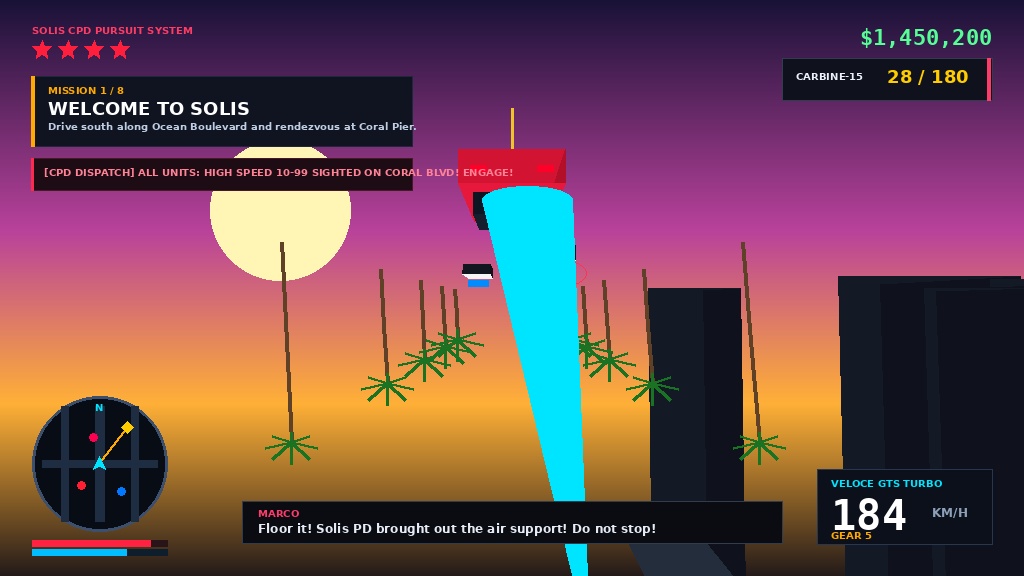 SOLIS CPD PURSUIT SYSTEM
$1,450,200
CARBINE-15 28 / 180
MISSION 1 / 8
WELCOME TO SOLIS
Drive south along Ocean Boulevard and rendezvous at Coral Pier.
[CPD DISPATCH] ALL UNITS: HIGH SPEED 10-99 SIGHTED ON CORAL BLVD! ENGAGE!
N
MARCO
Floor it! Solis PD brought out the air support! Do not stop!
VELOCE GTS TURBO
184 KM/H
GEAR 5